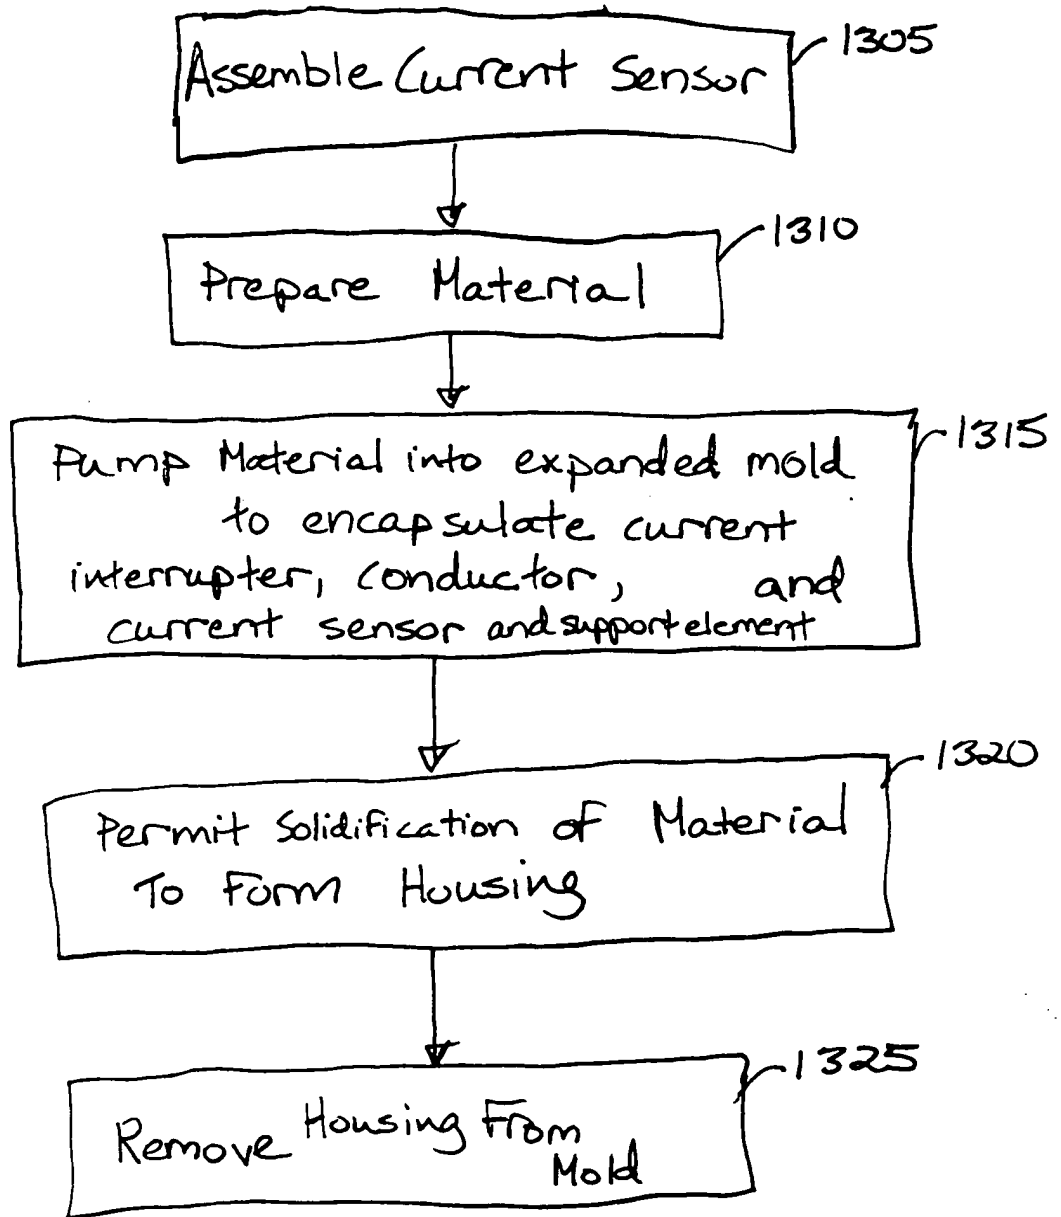 Assemble Current Sensor
1305
Prepare Material
1310
Pump Material into expanded mold
to encapsulate current
interrupter, conductor, and
current sensor and support element
1315
Permit Solidification of Material
To Form Housing
1320
Remove Housing From
Mold
1325